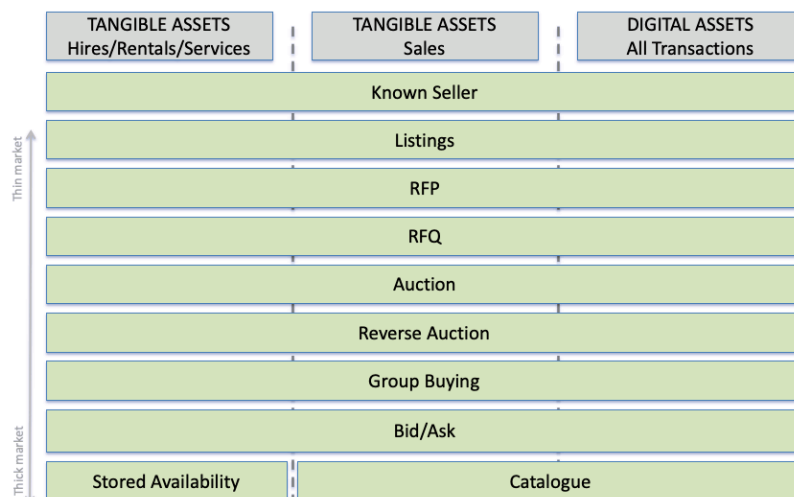 TANGIBLE ASSETS
Hires/Rentals/Services
TANGIBLE ASSETS
Sales
DIGITAL ASSETS
All Transactions
Known Seller
Thin market
Listings
RFP
RFQ
Auction
Reverse Auction
Group Buying
Bid/Ask
Thick market
Stored Availability
Catalogue